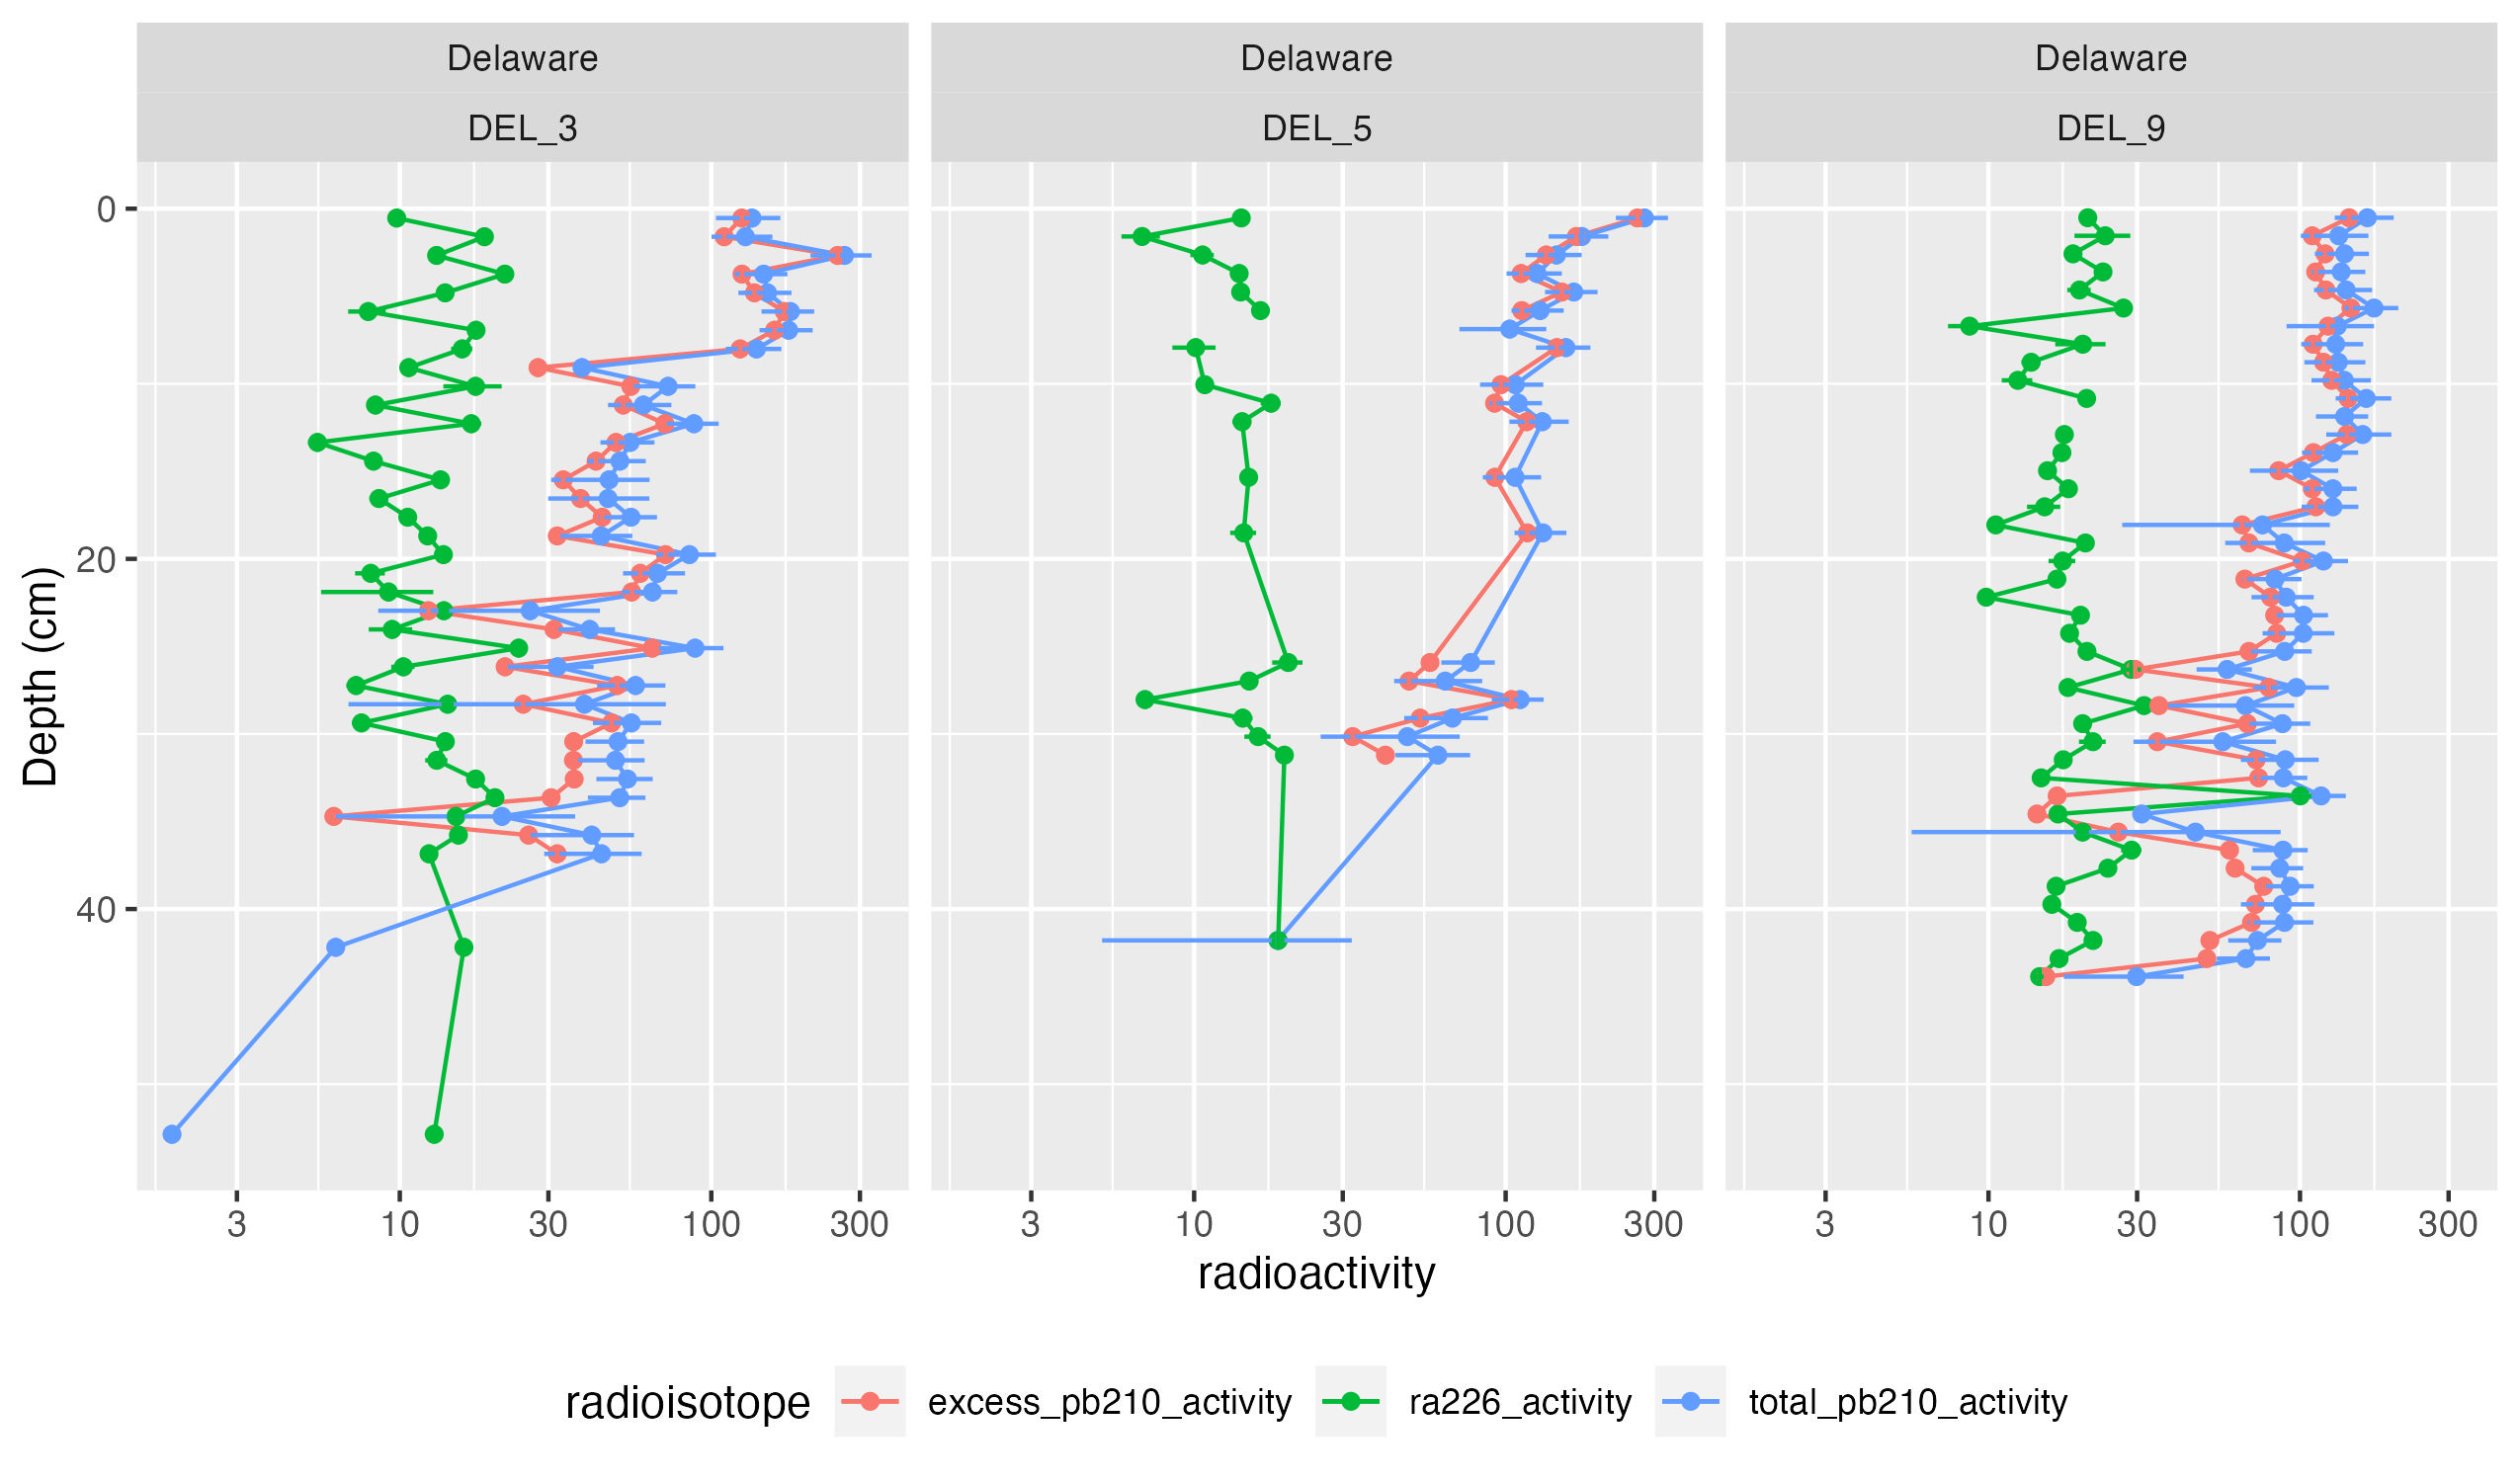 Delaware Delaware Delaware
DEL_3 DEL_5 DEL_9
0
20
40
Depth (cm)
3 10 30 100 300 3 10 30 100 300 3 10 30 100 300
radioactivity
radioisotope excess_pb210_activity ra226_activity total_pb210_activity